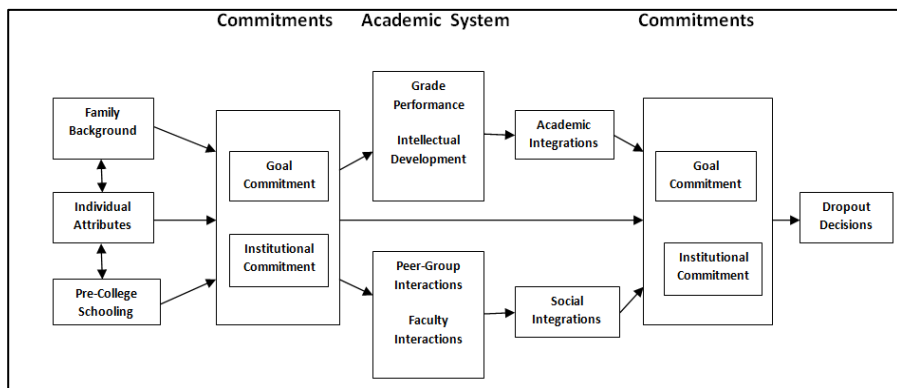 Commitments Academic System Commitments
Family
Background
Individual
Attributes
Pre-College
Schooling
Goal
Commitment
Institutional
Commitment
Grade
Performance
Intellectual
Development
Peer-Group
Interactions
Faculty
Interactions
Academic
Integrations
Social
Integrations
Goal
Commitment
Institutional
Commitment
Dropout
Decisions